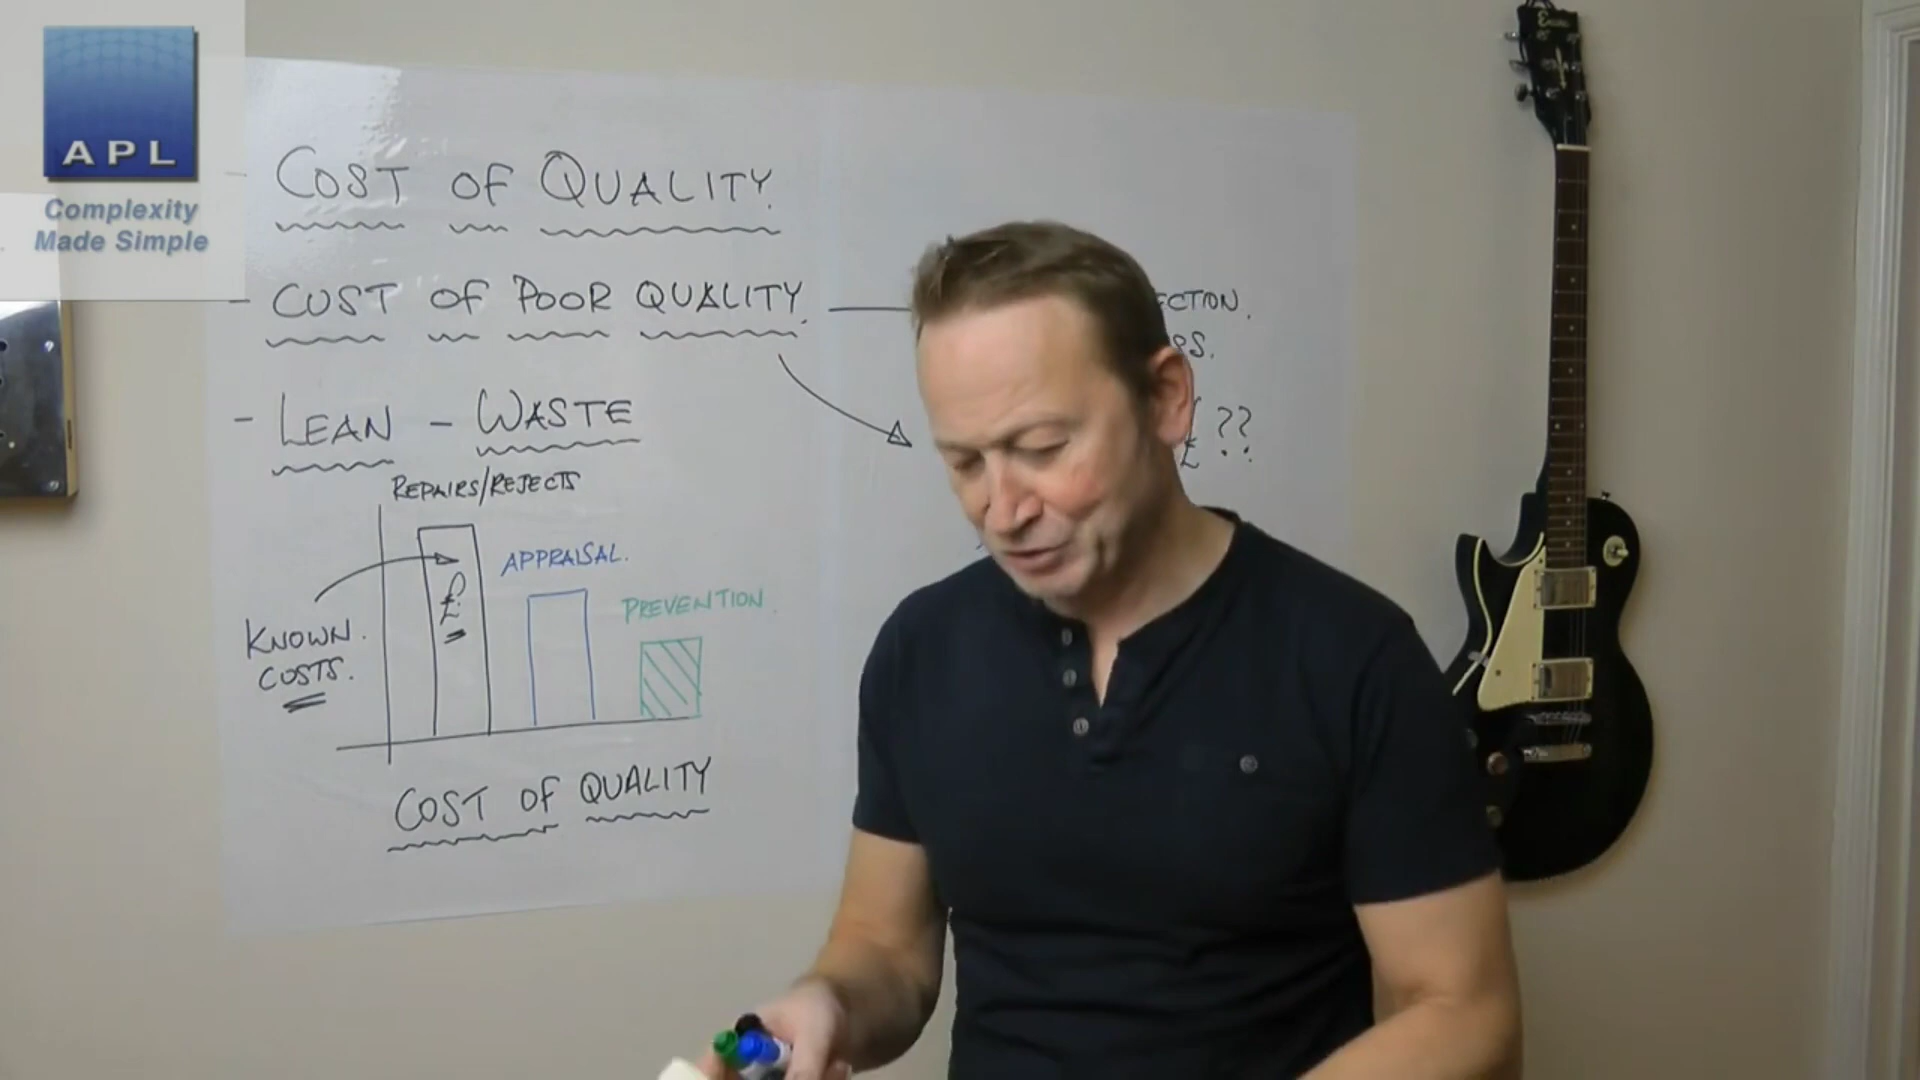 APL
Complexity
Made Simple
- COST OF QUALITY.
- COST OF POOR QUALITY.
- LEAN - WASTE
REPAIRS/REJECTS
APPRAISAL.
PREVENTION.
£
KNOWN.
COSTS.
COST OF QUALITY
ECTION.
??
£